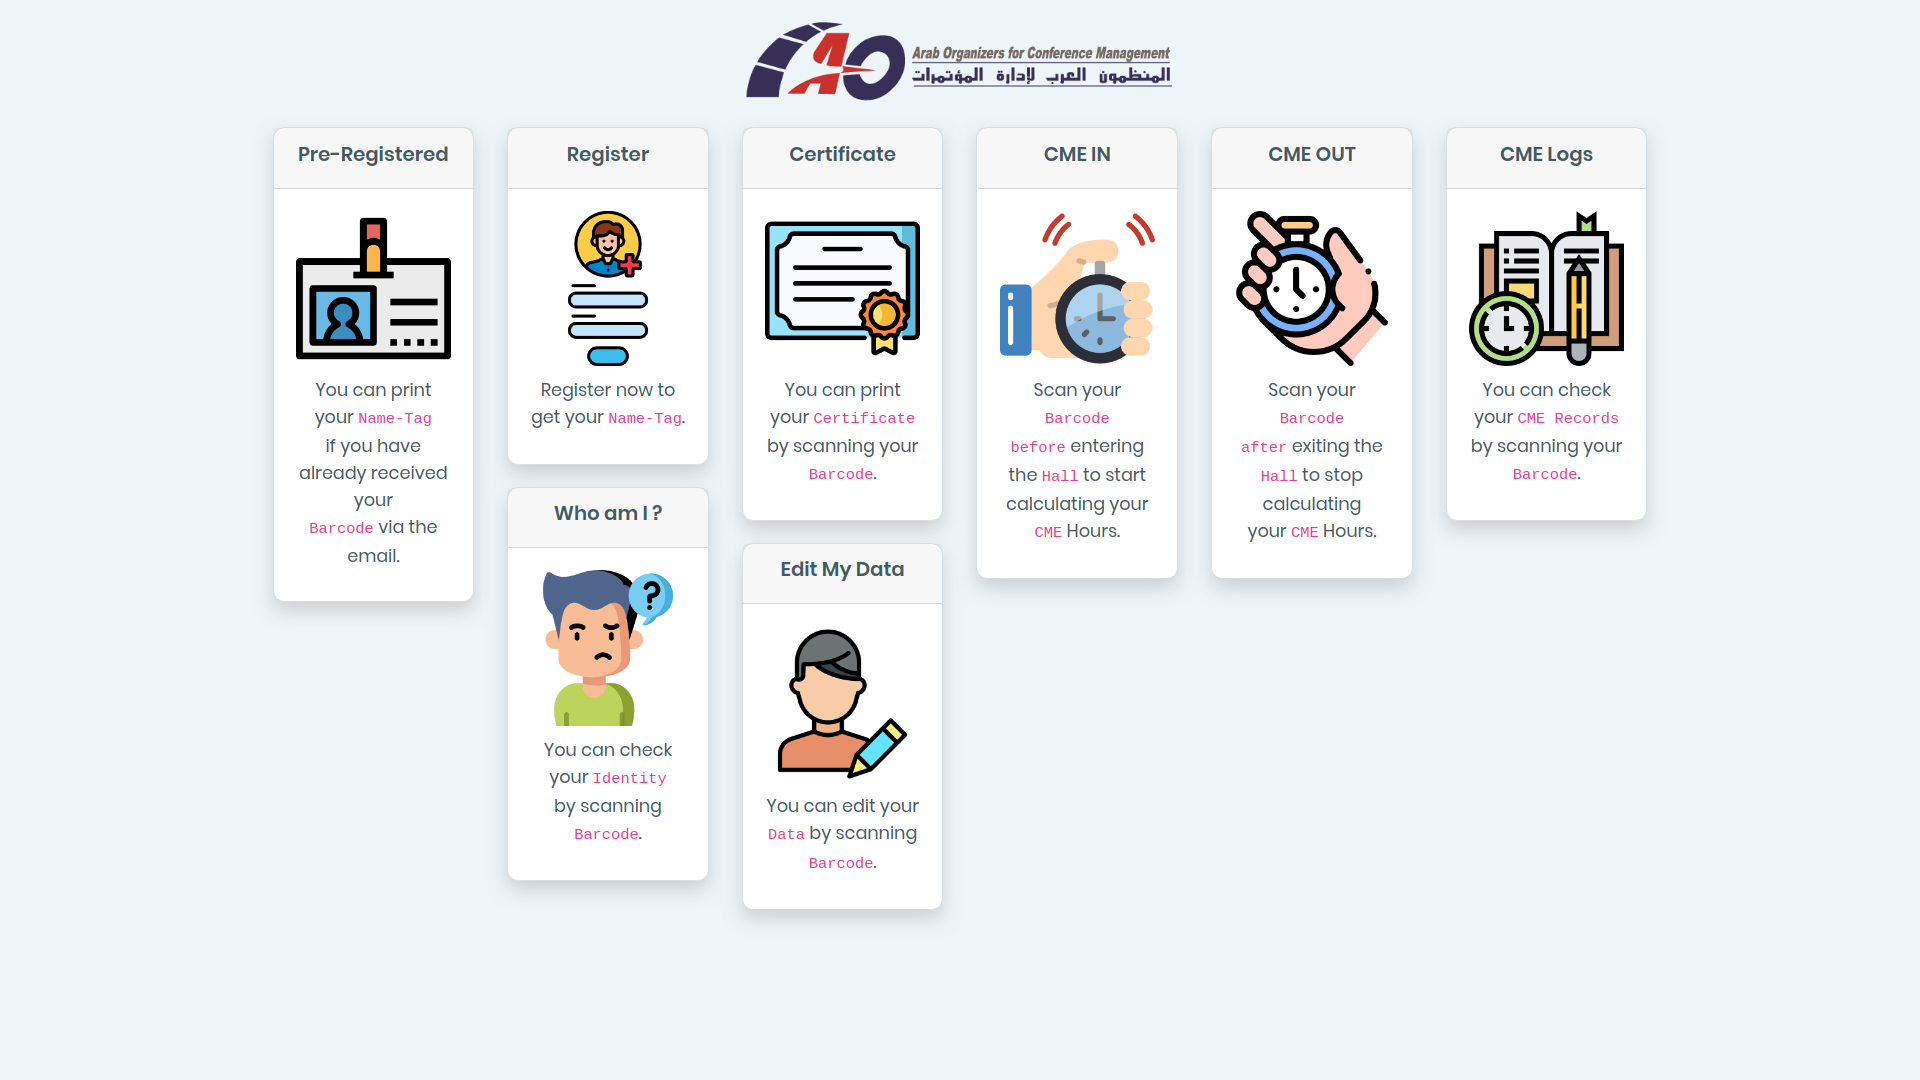 Arab Organizers for Conference Management
المنظمون العرب لإدارة المؤتمرات
Pre-Registered
You can print
your Name-Tag
if you have
already received
your
Barcode via the
email.
Register
Register now to
get your Name-Tag.
Who am I ?
You can check
your Identity
by scanning
Barcode.
Certificate
You can print
your Certificate
by scanning your
Barcode.
Edit My Data
You can edit your
Data by scanning
Barcode.
CME IN
Scan your
Barcode
before entering
the Hall to start
calculating your
CME Hours.
CME OUT
Scan your
Barcode
after exiting the
Hall to stop
calculating
your CME Hours.
CME Logs
You can check
your CME Records
by scanning your
Barcode.